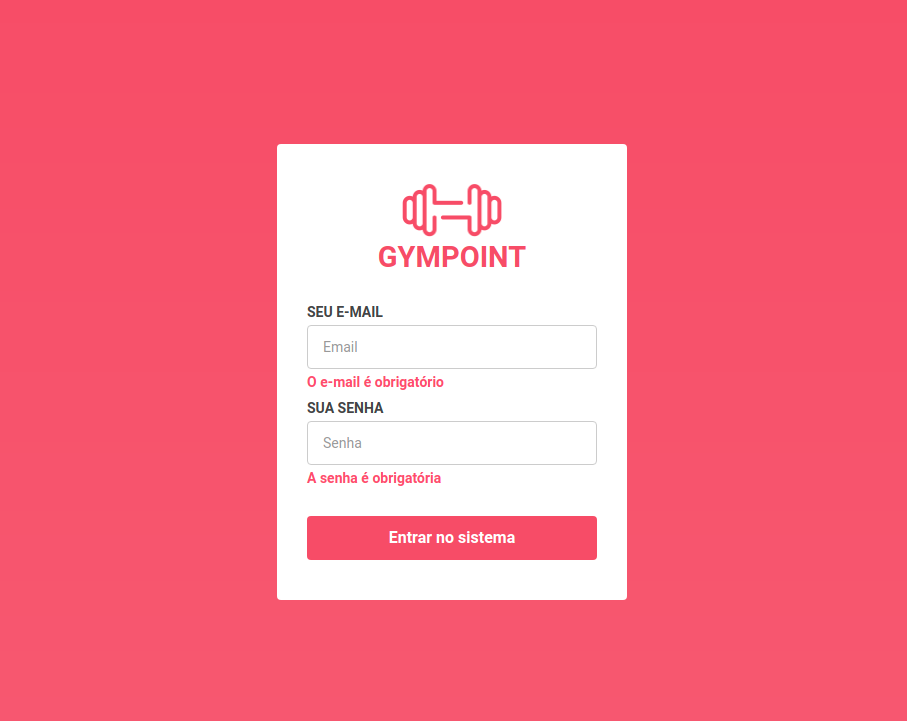 GYMPOINT
SEU E-MAIL
Email
O e-mail é obrigatório
SUA SENHA
Senha
A senha é obrigatória
Entrar no sistema